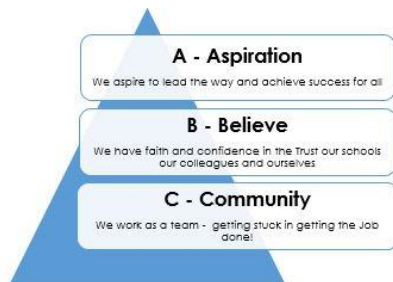 A - Aspiration
We aspire to lead the way and achieve success for all
B - Believe
We have faith and confidence in the Trust our schools
our colleagues and ourselves
C - Community
We work as a team - getting stuck in getting the Job
done!